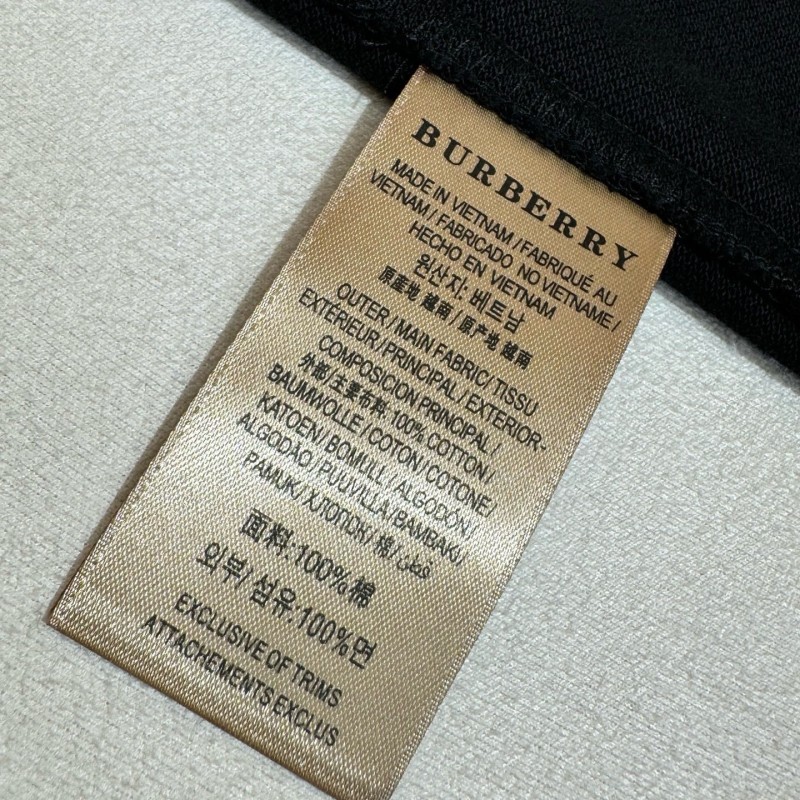 BURBERRY
MADE IN VIETNAM / FABRIQUÉ AU
VIETNAM / FABRICADO NO VIETNAME /
HECHO EN VIETNAM
원산지: 베트남
原産地 越南 / 原产地 越南
OUTER / MAIN FABRIC/ TISSU
EXTERIEUR / PRINCIPAL / EXTERIOR-
COMPOSICION PRINCIPAL /
外部/主要布料: 100% COTTON /
BAUMWOLLE / COTON / COTONE /
KATOEN / BOMULL / ALGODÓN /
ALGODÃO / PUUVILLA / BAMBAKU
PAMUK / ХЛОПОК / 棉 / قطن
面料:100%棉
외부/ 섬유:100%면
EXCLUSIVE OF TRIMS
ATTACHEMENTS EXCLUS